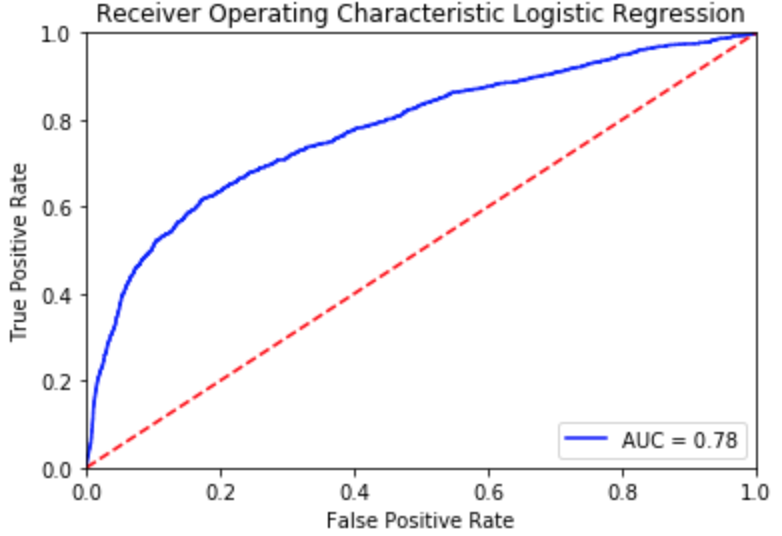 Receiver Operating Characteristic Logistic Regression
1.0
0.8
0.6
0.4
0.2
0.0
True Positive Rate
AUC = 0.78
0.0 0.2 0.4 0.6 0.8 1.0
False Positive Rate